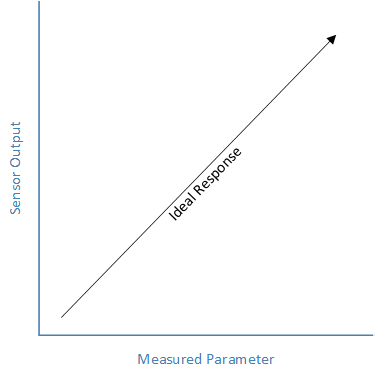 Sensor Output
Ideal Response
Measured Parameter